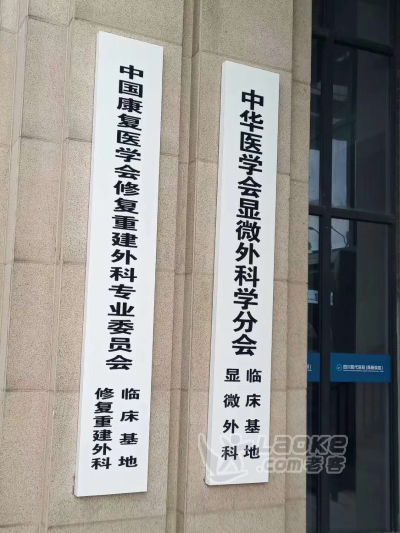 中国康复医学会修复重建外科专业委员会
修复重建外科
临床基地
中华医学会显微外科学分会
显微外科
临床基地
LAOKE
.com老客